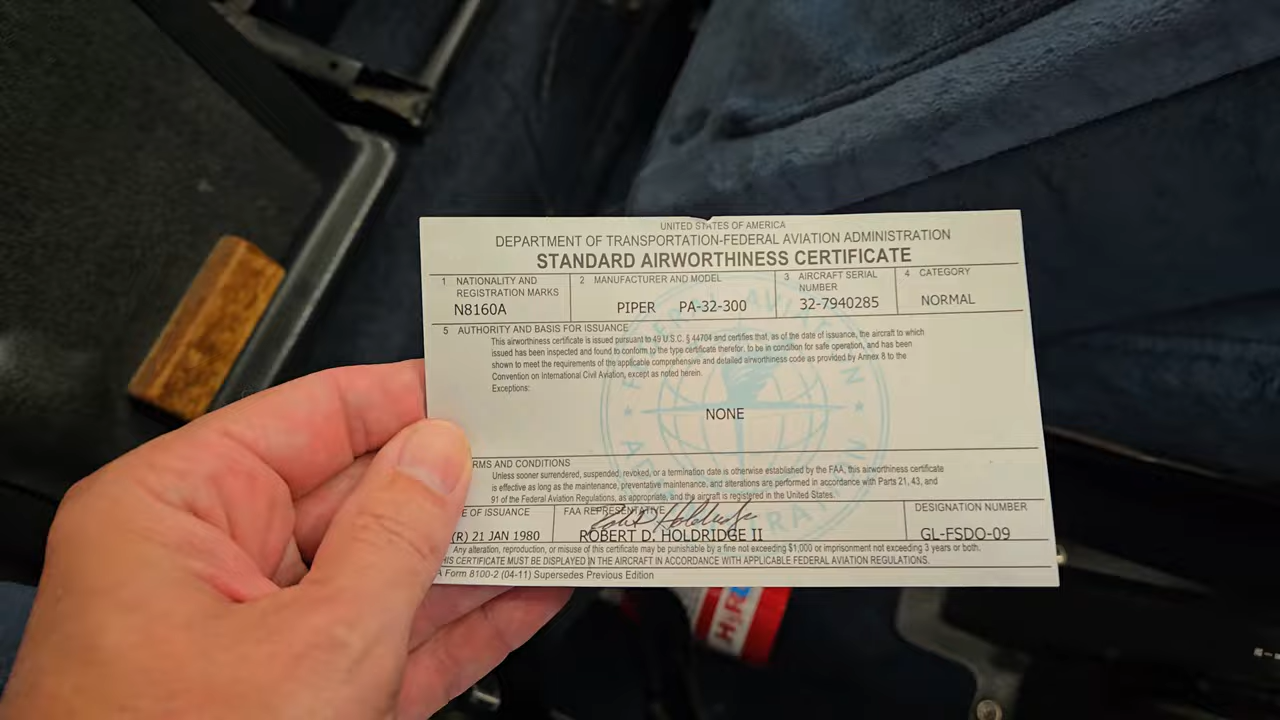 UNITED STATES OF AMERICA
DEPARTMENT OF TRANSPORTATION-FEDERAL AVIATION ADMINISTRATION
STANDARD AIRWORTHINESS CERTIFICATE
1 NATIONALITY AND REGISTRATION MARKS
N8160A
2 MANUFACTURER AND MODEL
PIPER PA-32-300
3 AIRCRAFT SERIAL NUMBER
32-7940285
4 CATEGORY
NORMAL
5 AUTHORITY AND BASIS FOR ISSUANCE
This airworthiness certificate is issued pursuant to 49 U.S.C. § 44704 and certifies that, as of the date of issuance, the aircraft to which
issued has been inspected and found to conform to the type certificate therefor, to be in condition for safe operation, and has been
shown to meet the requirements of the applicable comprehensive and detailed airworthiness code as provided by Annex 8 to the
Convention on International Civil Aviation, except as noted herein.
Exceptions:
NONE
RMS AND CONDITIONS
Unless sooner surrendered, suspended, revoked, or a termination date is otherwise established by the FAA, this airworthiness certificate
is effective as long as the maintenance, preventative maintenance, and alterations are performed in accordance with Parts 21, 43, and
91 of the Federal Aviation Regulations, as appropriate, and the aircraft is registered in the United States.
E OF ISSUANCE
(R) 21 JAN 1980
FAA REPRESENTATIVE
ROBERT D. HOLDRIDGE II
DESIGNATION NUMBER
GL-FSDO-09
Any alteration, reproduction, or misuse of this certificate may be punishable by a fine not exceeding $1,000 or imprisonment not exceeding 3 years or both.
HIS CERTIFICATE MUST BE DISPLAYED IN THE AIRCRAFT IN ACCORDANCE WITH APPLICABLE FEDERAL AVIATION REGULATIONS.
A Form 8100-2 (04-11) Supersedes Previous Edition